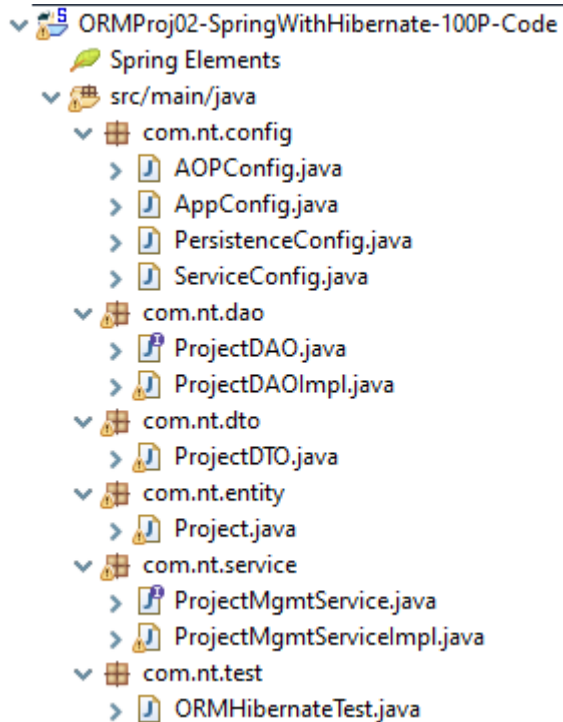 ORMProj02-SpringWithHibernate-100P-Code
Spring Elements
src/main/java
com.nt.config
AOPConfig.java
AppConfig.java
PersistenceConfig.java
ServiceConfig.java
com.nt.dao
ProjectDAO.java
ProjectDAOImpl.java
com.nt.dto
ProjectDTO.java
com.nt.entity
Project.java
com.nt.service
ProjectMgmtService.java
ProjectMgmtServiceImpl.java
com.nt.test
ORMHibernateTest.java